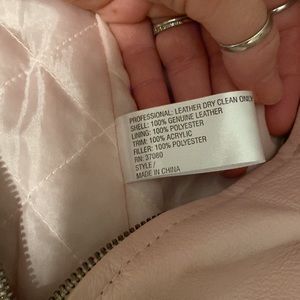 PROFESSIONAL: LEATHER DRY CLEAN ONLY
SHELL: 100% GENUINE LEATHER
LINING: 100% POLYESTER
TRIM: 100% ACRYLIC
FILLER: 100% POLYESTER
RN: 37080
STYLE /
MADE IN CHINA